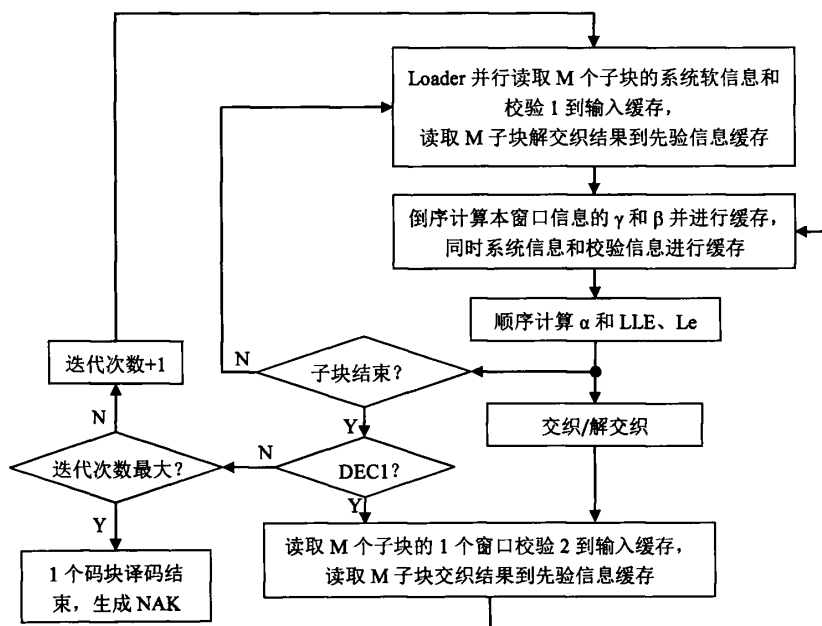 Loader 并行读取 M 个子块的系统软信息和
校验 1 到输入缓存，
读取 M 子块解交织结果到先验信息缓存
倒序计算本窗口信息的 γ 和 β 并进行缓存，
同时系统信息和校验信息进行缓存
顺序计算 α 和 LLE、Le
迭代次数+1
N
子块结束？
Y
交织/解交织
N
迭代次数最大？
N
DEC1？
Y
Y
读取 M 个子块的 1 个窗口校验 2 到输入缓存，
读取 M 子块交织结果到先验信息缓存
1 个码块译码结
束，生成 NAK